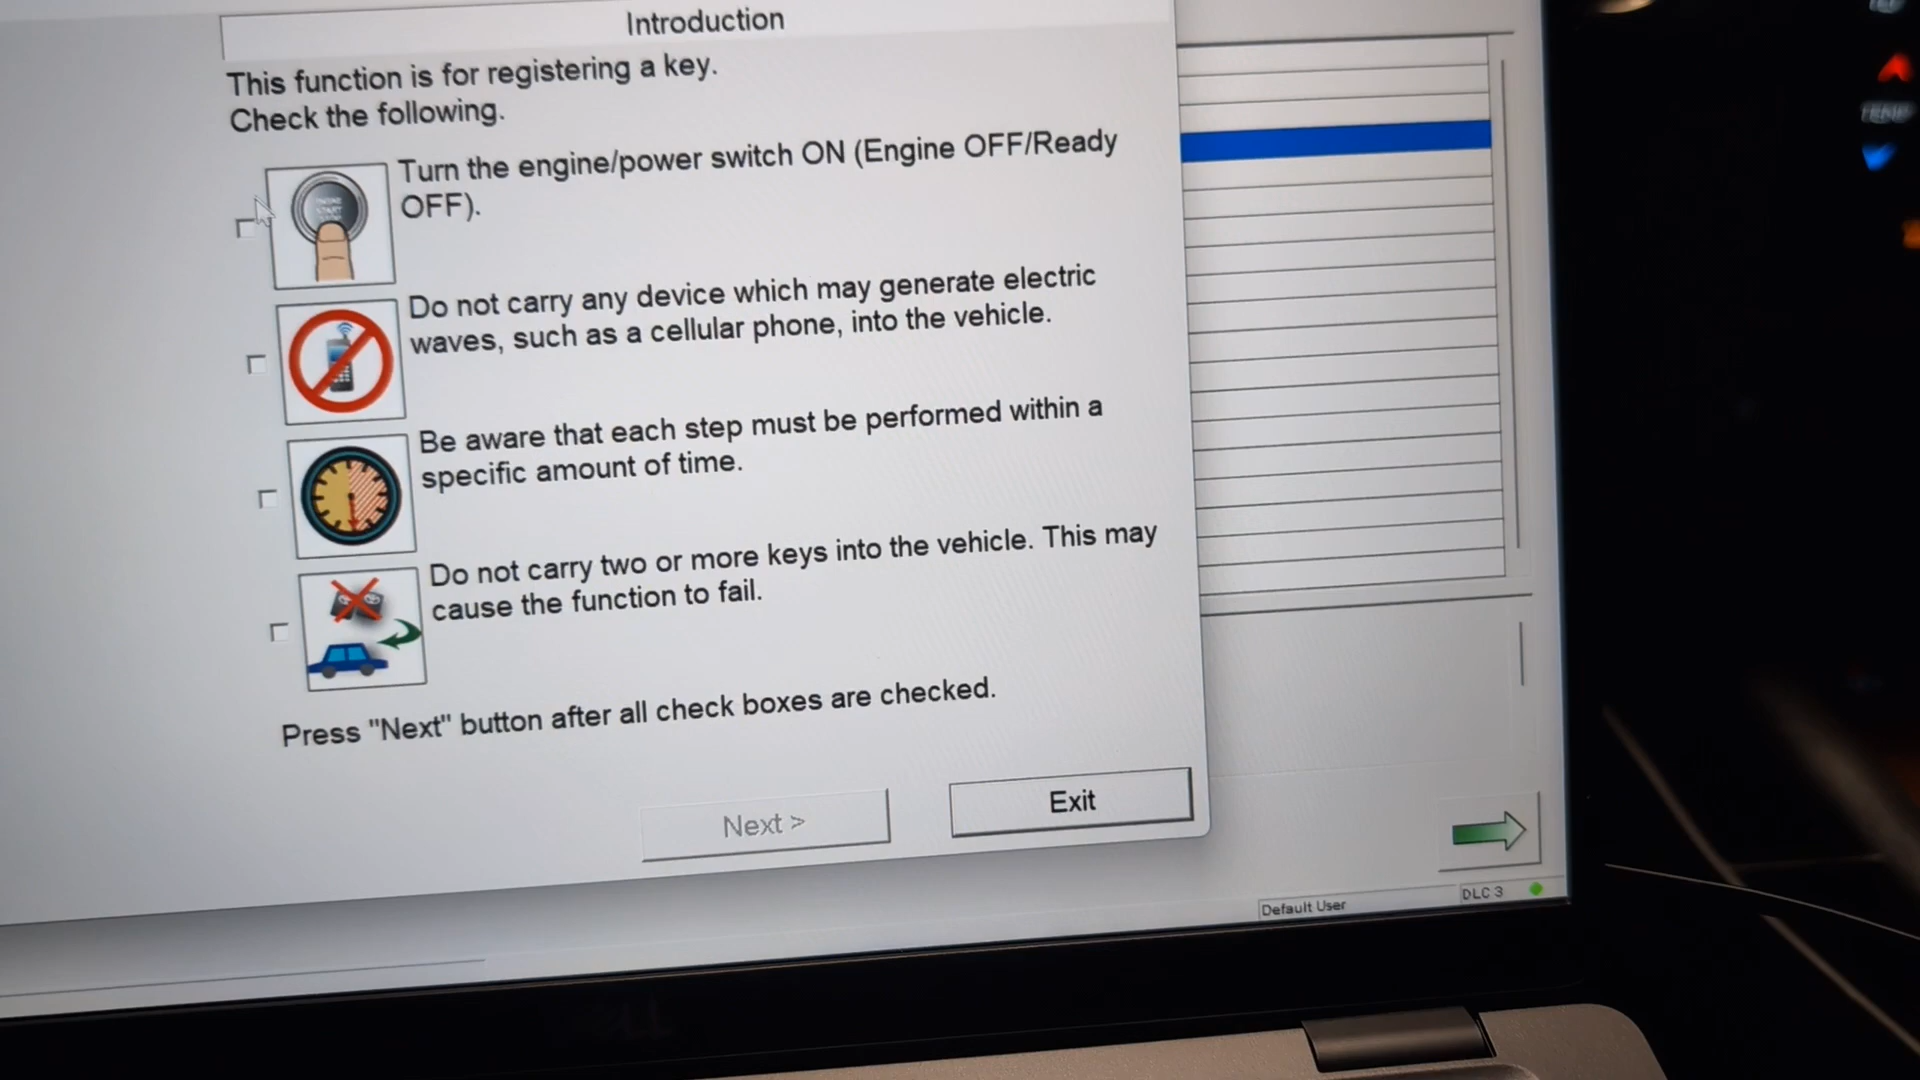 Introduction
This function is for registering a key.
Check the following.
Turn the engine/power switch ON (Engine OFF/Ready
OFF).
Do not carry any device which may generate electric
waves, such as a cellular phone, into the vehicle.
Be aware that each step must be performed within a
specific amount of time.
Do not carry two or more keys into the vehicle. This may
cause the function to fail.
Press "Next" button after all check boxes are checked.
Next >
Exit
Default User
DLC 3
TEMP